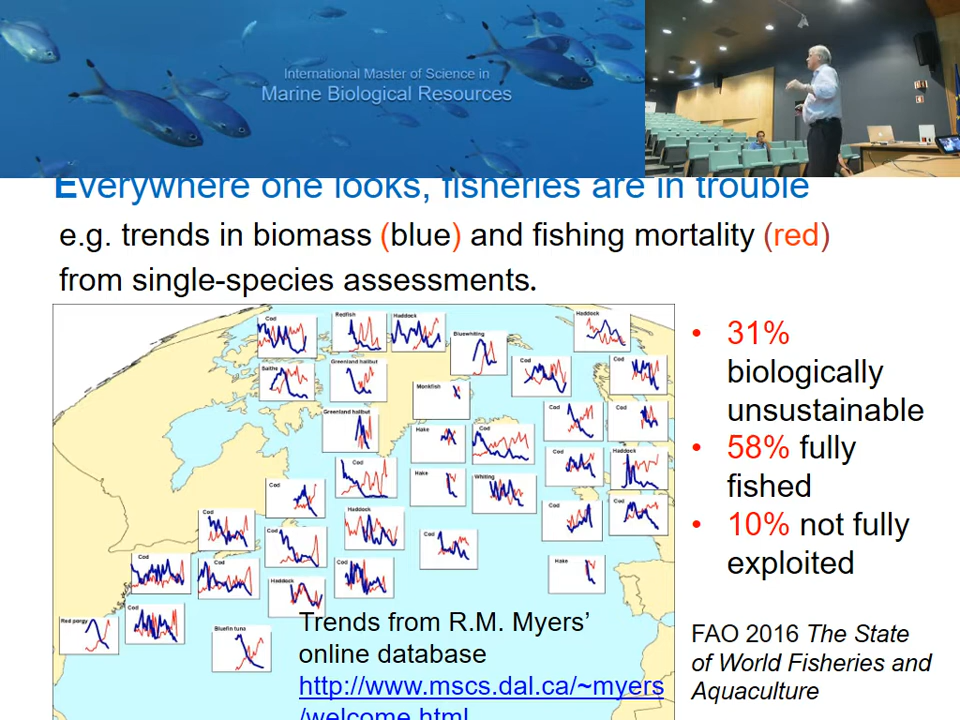 International Master of Science in
Marine Biological Resources
Everywhere one looks, fisheries are in trouble
e.g. trends in biomass (blue) and fishing mortality (red)
from single-species assessments.
Cod
Redfish
Haddock
Bluewhiting
Haddock
Saithe
Greenland halibut
Monkfish
Cod
Cod
Greenland halibut
Hake
Cod
Cod
Cod
Cod
Cod
Hake
Whiting
Cod
Haddock
Cod
Haddock
Cod
Cod
Cod
Cod
Cod
Cod
Haddock
Cod
Hake
Red porgy
Cod
Bluefin tuna
Trends from R.M. Myers’
online database
http://www.mscs.dal.ca/~myers
/welcome.html
• 31%
biologically
unsustainable
• 58% fully
fished
• 10% not fully
exploited
FAO 2016 The State
of World Fisheries and
Aquaculture